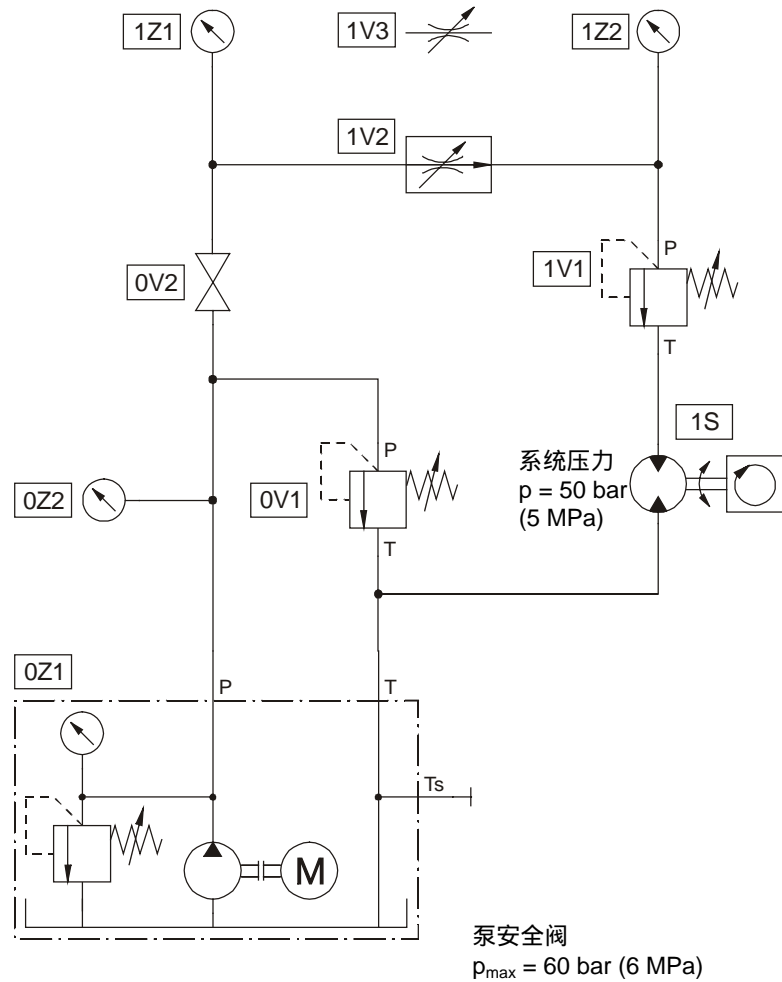 1Z1
1V3
1Z2
1V2
0V2
P
1V1
T
1S
P
系统压力
p = 50 bar
(5 MPa)
0Z2
0V1
T
0Z1
P
T
Ts
M
泵安全阀
pmax = 60 bar (6 MPa)